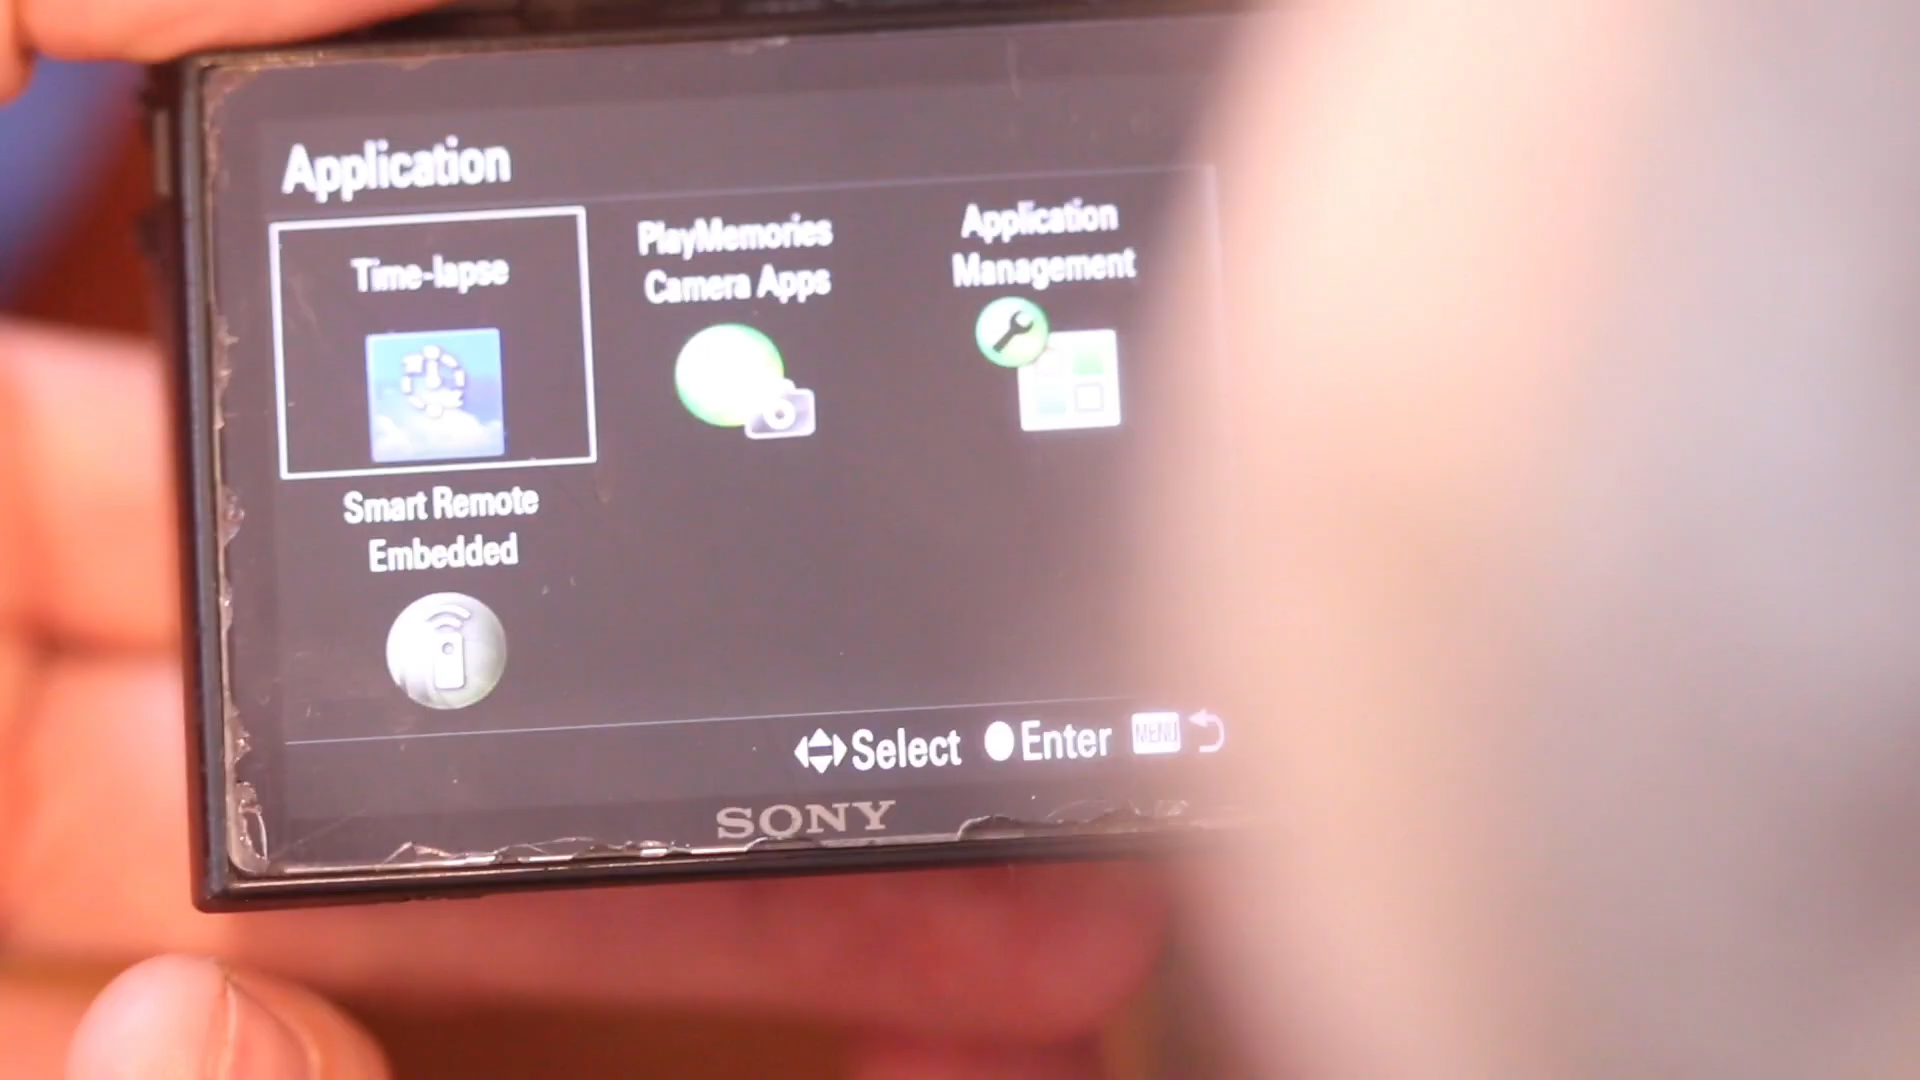 Application
Time-lapse
PlayMemories
Camera Apps
Application
Management
Smart Remote
Embedded
Select Enter MENU
SONY